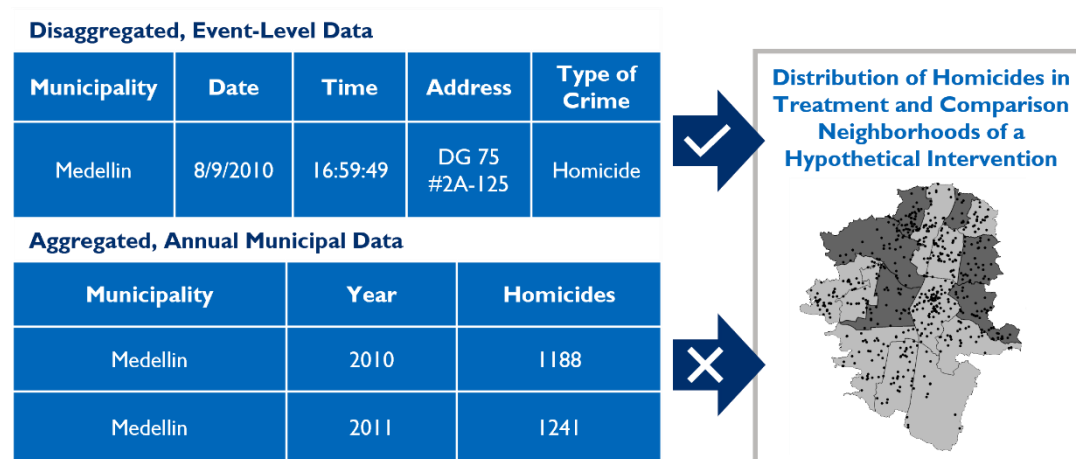 Disaggregated, Event-Level Data
Municipality Date Time Address Type of
Crime
Medellin 8/9/2010 16:59:49 DG 75
#2A-125 Homicide
Aggregated, Annual Municipal Data
Municipality Year Homicides
Medellin 2010 1188
Medellin 2011 1241
Distribution of Homicides in
Treatment and Comparison
Neighborhoods of a
Hypothetical Intervention